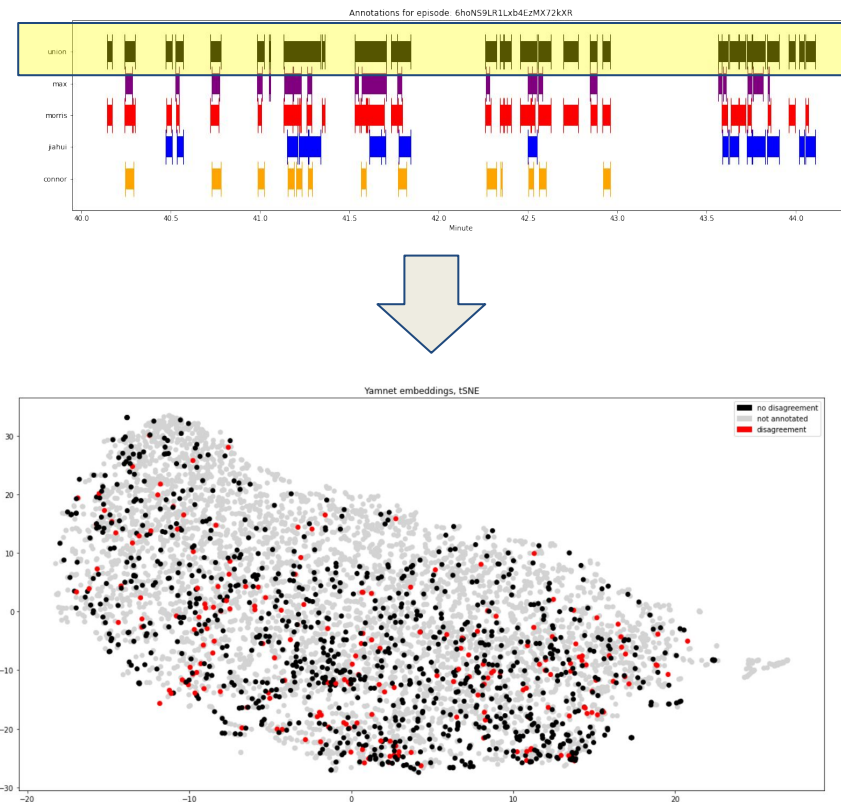 Annotations for episode. 6hoNS9LR1Lxb4EzMX72kXR
union
max
morris
jiahui
connor
40.0 40.5 41.0 41.5 42.0 42.5 43.0 43.5 44.0
Minute
Yamnet embeddings, tSNE
no disagreement
not annotated
disagreement
30
20
10
0
−10
−20
−30
−20 −10 0 10 20